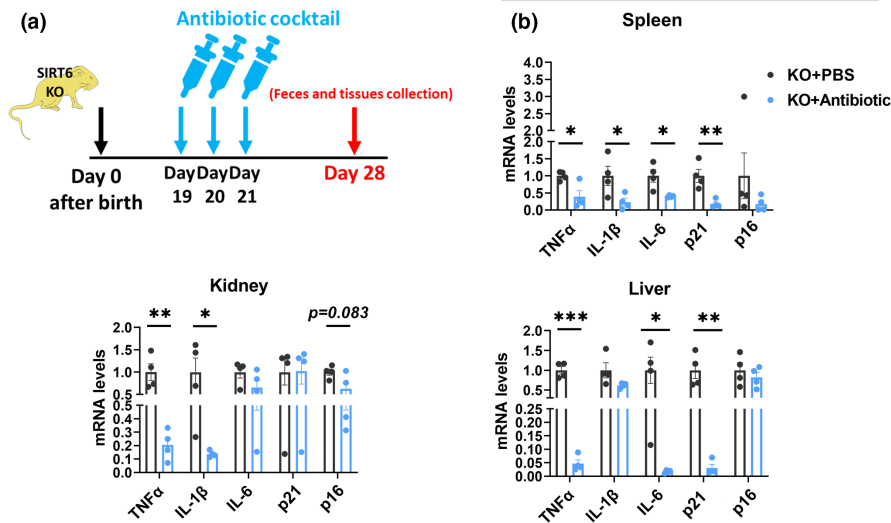 (a)
Antibiotic cocktail
SIRT6
KO
(Feces and tissues collection)
Day 0
after birth
Day
19
Day
20
Day
21
Day 28
(b)
Spleen
KO+PBS
KO+Antibiotic
mRNA levels
4.0
3.5
3.0
2.5
2.0
1.5
1.0
0.5
0.0
* * * **
TNFα IL-1β IL-6 p21 p16
Kidney
mRNA levels
2.0
1.5
1.0
0.5
0.4
0.3
0.2
0.1
0.0
** * p=0.083
TNFα IL-1β IL-6 p21 p16
Liver
mRNA levels
2.0
1.5
1.0
0.5
0.25
0.20
0.15
0.10
0.05
0.00
*** * **
TNFα IL-1β IL-6 p21 p16